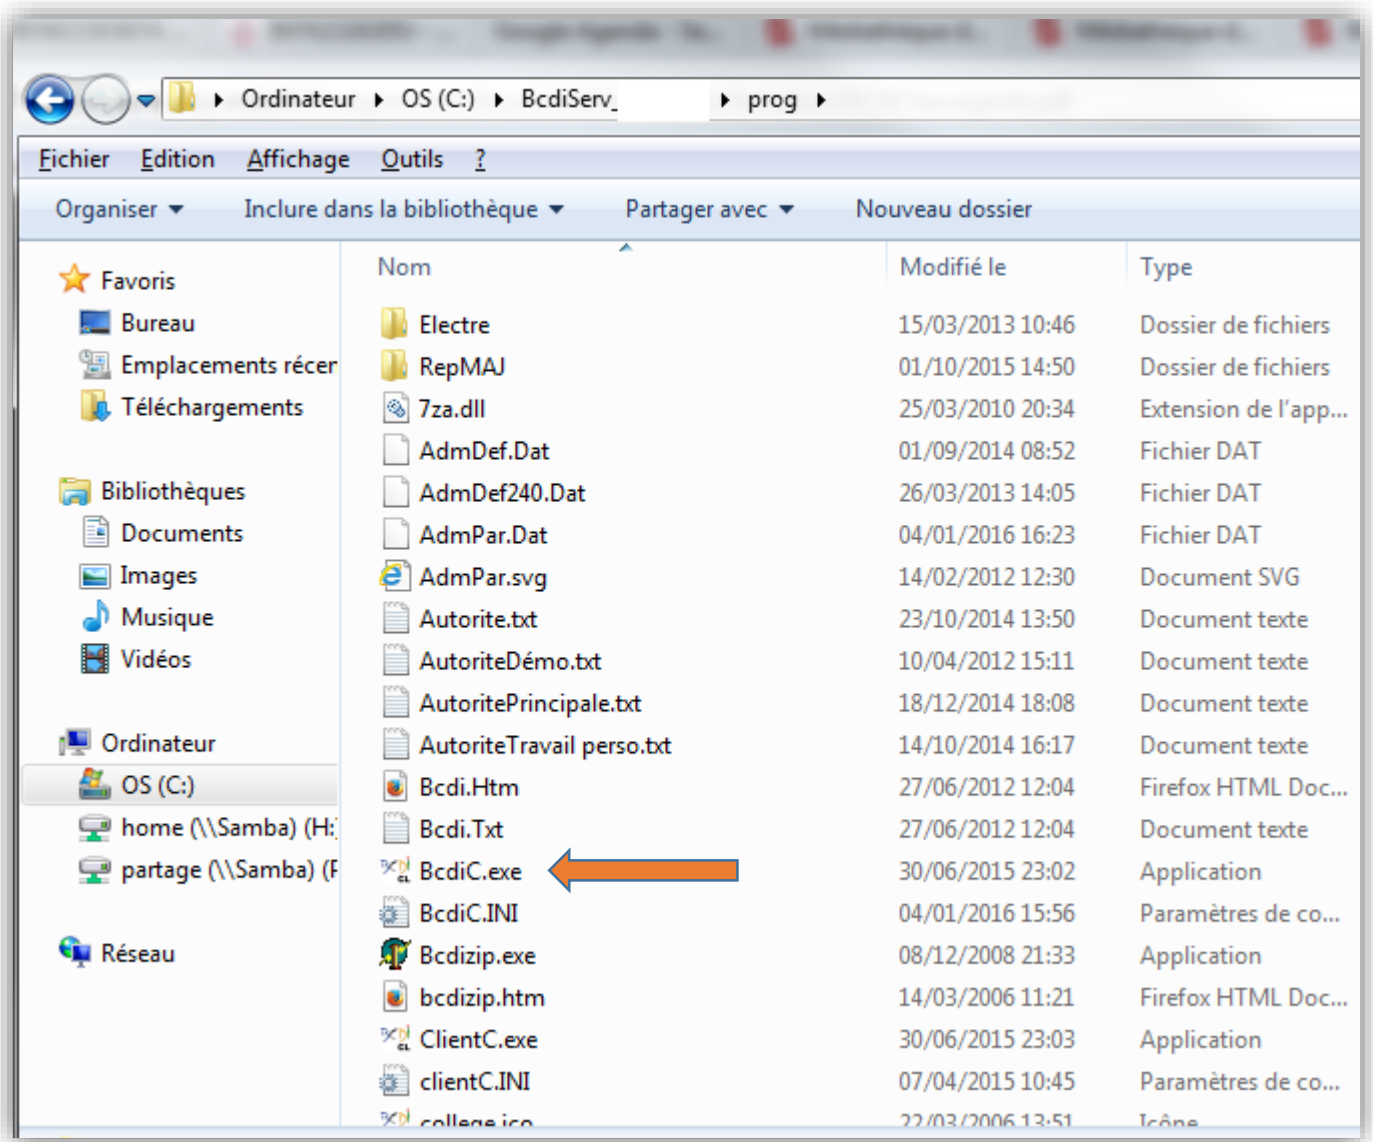 Google Agenda - Se...
Ordinateur ▸ OS (C:) ▸ BcdiServ_ ▸ prog ▸
Fichier Edition Affichage Outils ?
Organiser Inclure dans la bibliothèque Partager avec Nouveau dossier
Nom Modifié le Type
Favoris
Bureau
Emplacements récer
Téléchargements
Bibliothèques
Documents
Images
Musique
Vidéos
Ordinateur
OS (C:)
home (\\Samba) (H:
partage (\\Samba) (F
Réseau
Electre 15/03/2013 10:46 Dossier de fichiers
RepMAJ 01/10/2015 14:50 Dossier de fichiers
7za.dll 25/03/2010 20:34 Extension de l'app...
AdmDef.Dat 01/09/2014 08:52 Fichier DAT
AdmDef240.Dat 26/03/2013 14:05 Fichier DAT
AdmPar.Dat 04/01/2016 16:23 Fichier DAT
AdmPar.svg 14/02/2012 12:30 Document SVG
Autorite.txt 23/10/2014 13:50 Document texte
AutoriteDémo.txt 10/04/2012 15:11 Document texte
AutoritePrincipale.txt 18/12/2014 18:08 Document texte
AutoriteTravail perso.txt 14/10/2014 16:17 Document texte
Bcdi.Htm 27/06/2012 12:04 Firefox HTML Doc...
Bcdi.Txt 27/06/2012 12:04 Document texte
BcdiC.exe 30/06/2015 23:02 Application
BcdiC.INI 04/01/2016 15:56 Paramètres de co...
Bcdizip.exe 08/12/2008 21:33 Application
bcdizip.htm 14/03/2006 11:21 Firefox HTML Doc...
ClientC.exe 30/06/2015 23:03 Application
clientC.INI 07/04/2015 10:45 Paramètres de co...
college.ico 22/03/2006 13:51 Icône